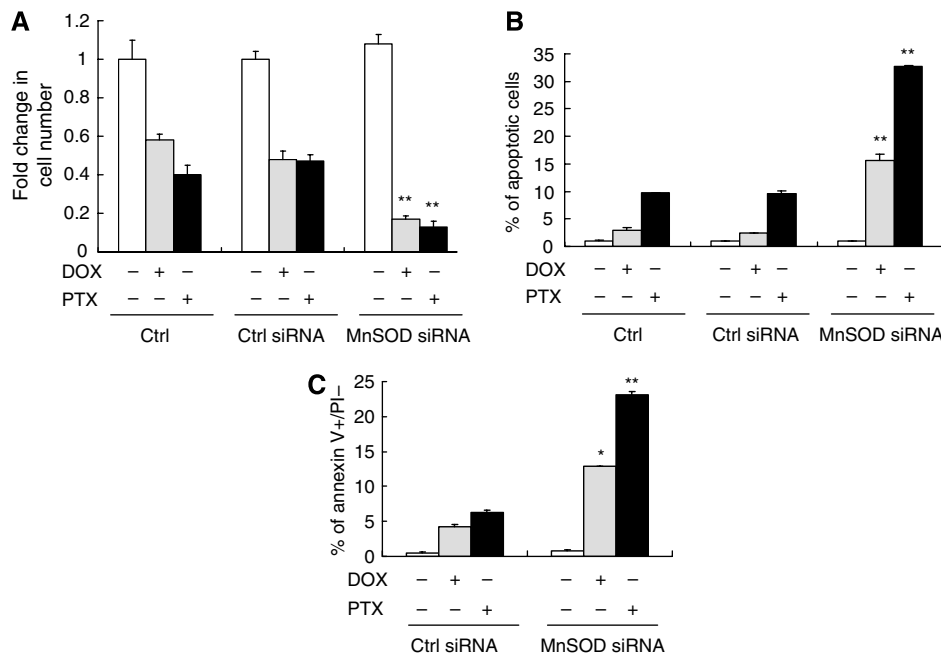 A
Fold change in
cell number
1.2
1
0.8
0.6
0.4
0.2
0
** **
DOX – + – – + – – + –
PTX – – + – – + – – +
Ctrl Ctrl siRNA MnSOD siRNA
B
% of apoptotic cells
35
30
25
20
15
10
5
0
**
**
DOX – + – – + – – + –
PTX – – + – – + – – +
Ctrl Ctrl siRNA MnSOD siRNA
C
% of annexin V+/PI–
25
20
15
10
5
0
**
*
DOX – + – – + –
PTX – – + – – +
Ctrl siRNA MnSOD siRNA